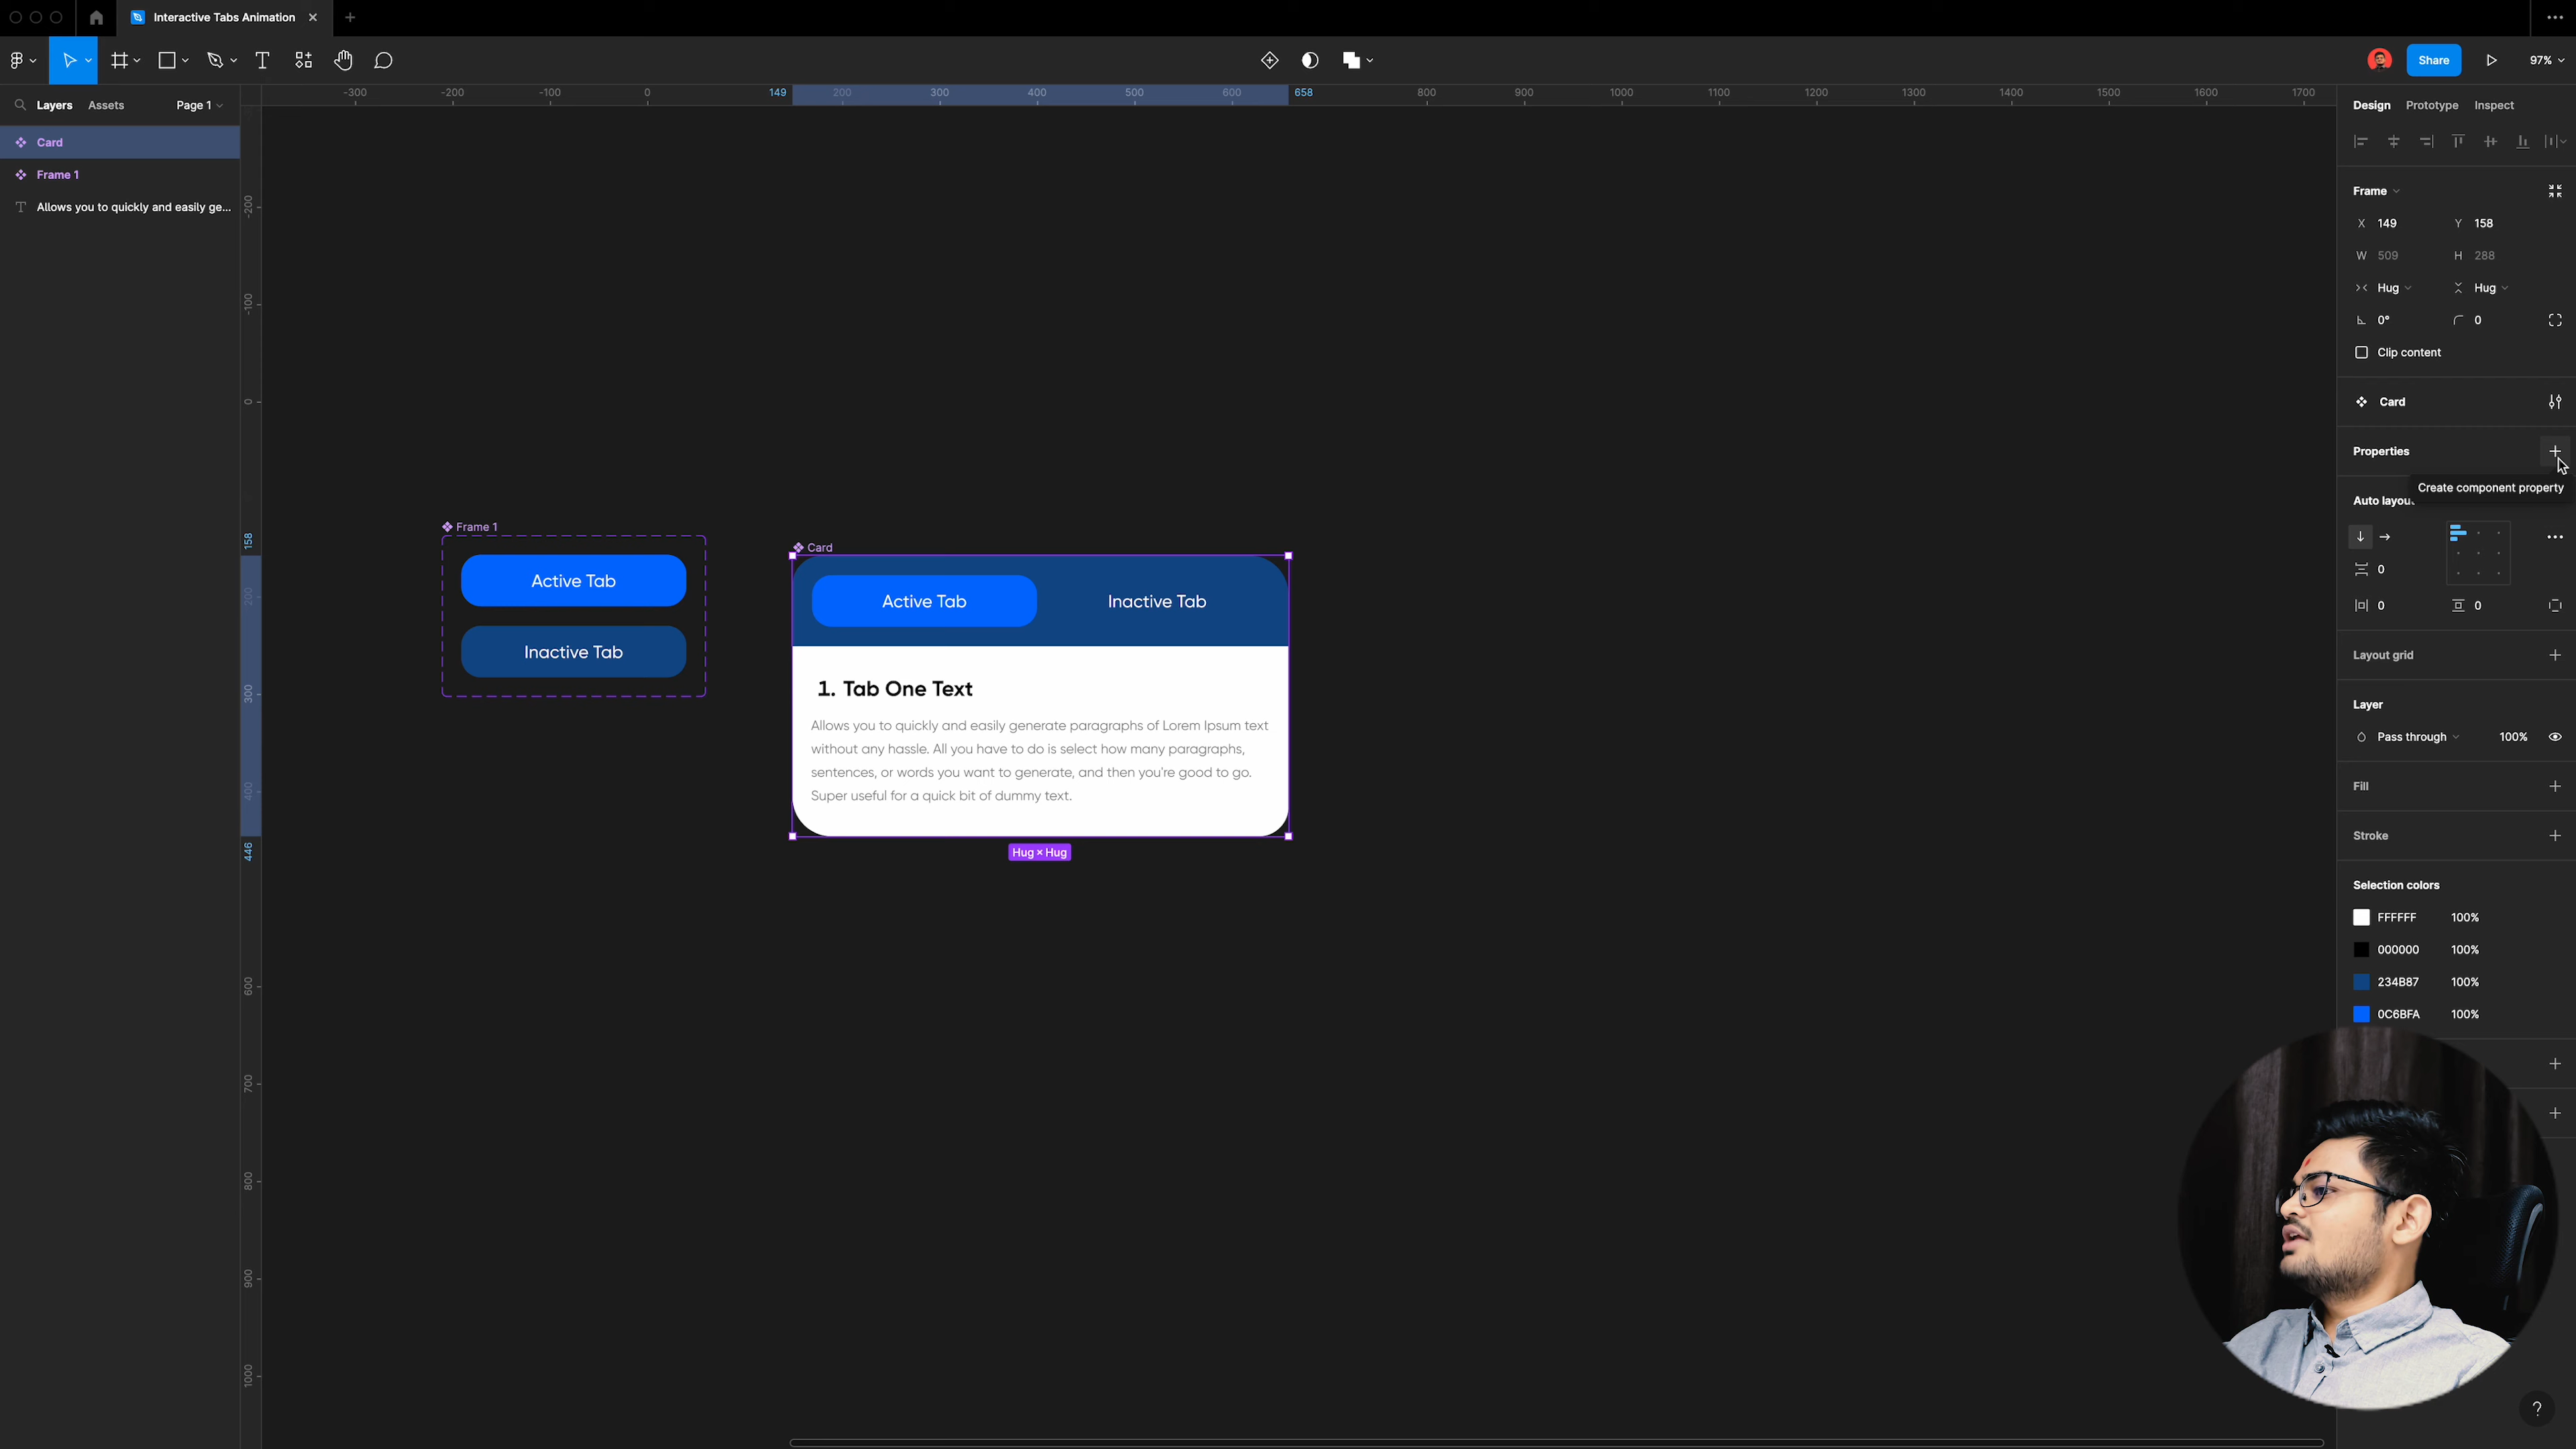 Interactive Tabs Animation
Share
97%
Layers
Assets
Page 1
-300
-200
-100
0
149
200
300
400
500
600
658
800
900
1000
1100
1200
1300
1400
1500
1600
1700
Design
Prototype
Inspect
Card
Frame 1
Allows you to quickly and easily ge...
-200
-100
0
158
200
300
400
446
600
700
800
900
1000
Frame 1
Active Tab
Inactive Tab
Card
Active Tab
Inactive Tab
1. Tab One Text
Allows you to quickly and easily generate paragraphs of Lorem Ipsum text
without any hassle. All you have to do is select how many paragraphs,
sentences, or words you want to generate, and then you're good to go.
Super useful for a quick bit of dummy text.
Hug × Hug
Frame
X 149 Y 158
W 509 H 288
Hug Hug
0° 0
Clip content
Card
Properties
Create component property
Auto layou
0
0 0
Layout grid
Layer
Pass through 100%
Fill
Stroke
Selection colors
FFFFFF 100%
000000 100%
234B87 100%
0C6BFA 100%
?